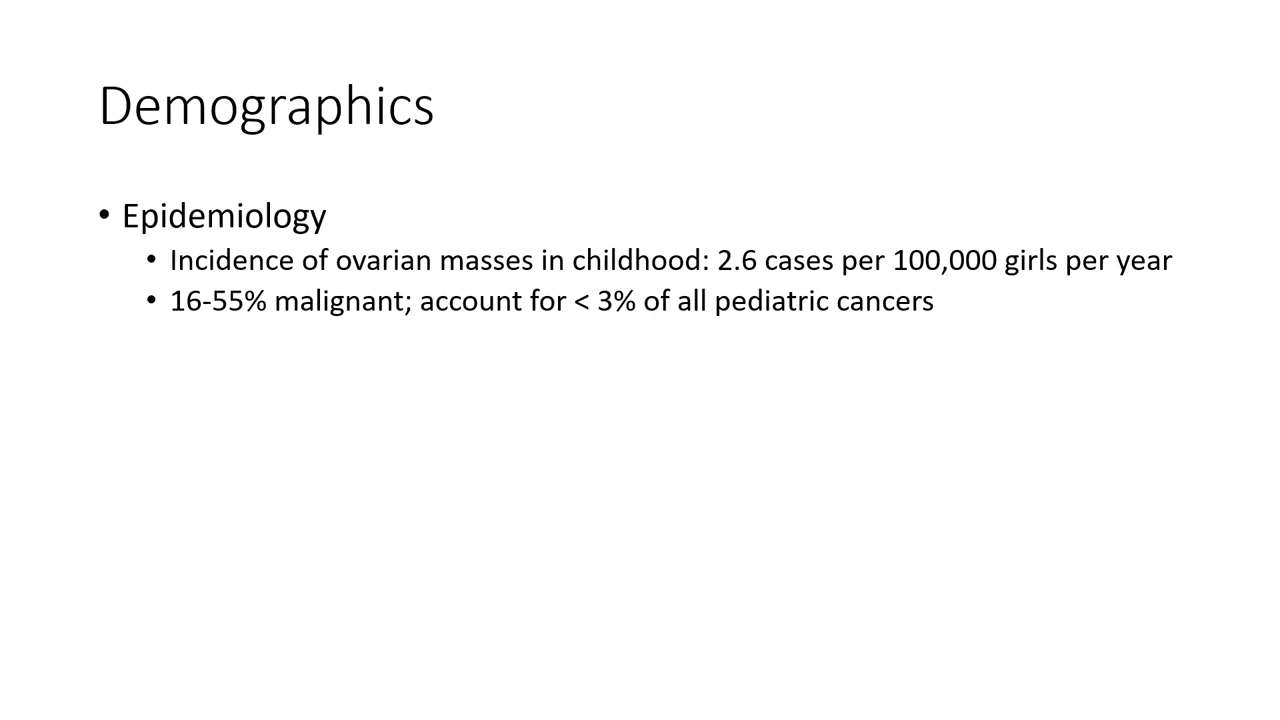 Demographics
• Epidemiology
• Incidence of ovarian masses in childhood: 2.6 cases per 100,000 girls per year
• 16-55% malignant; account for < 3% of all pediatric cancers